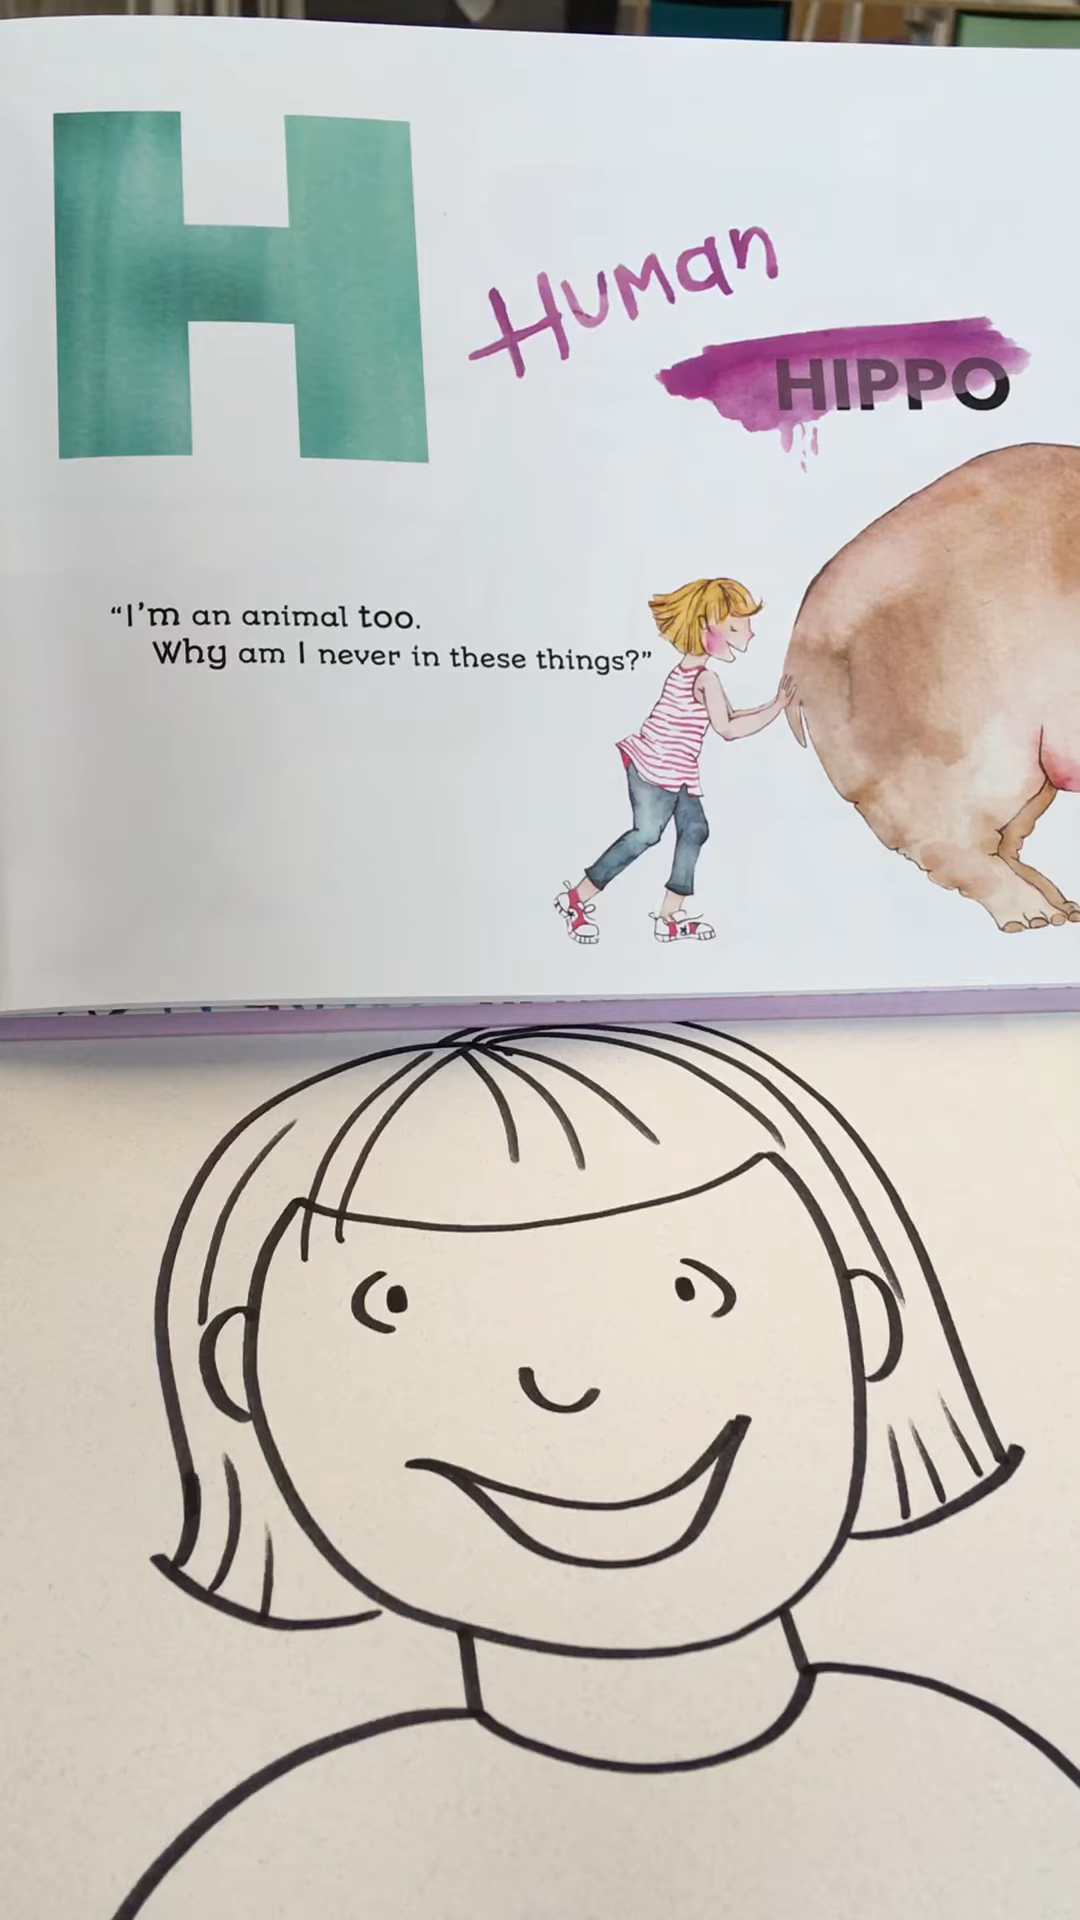 H
Human
HIPPO
“I’m an animal too.
Why am I never in these things?”